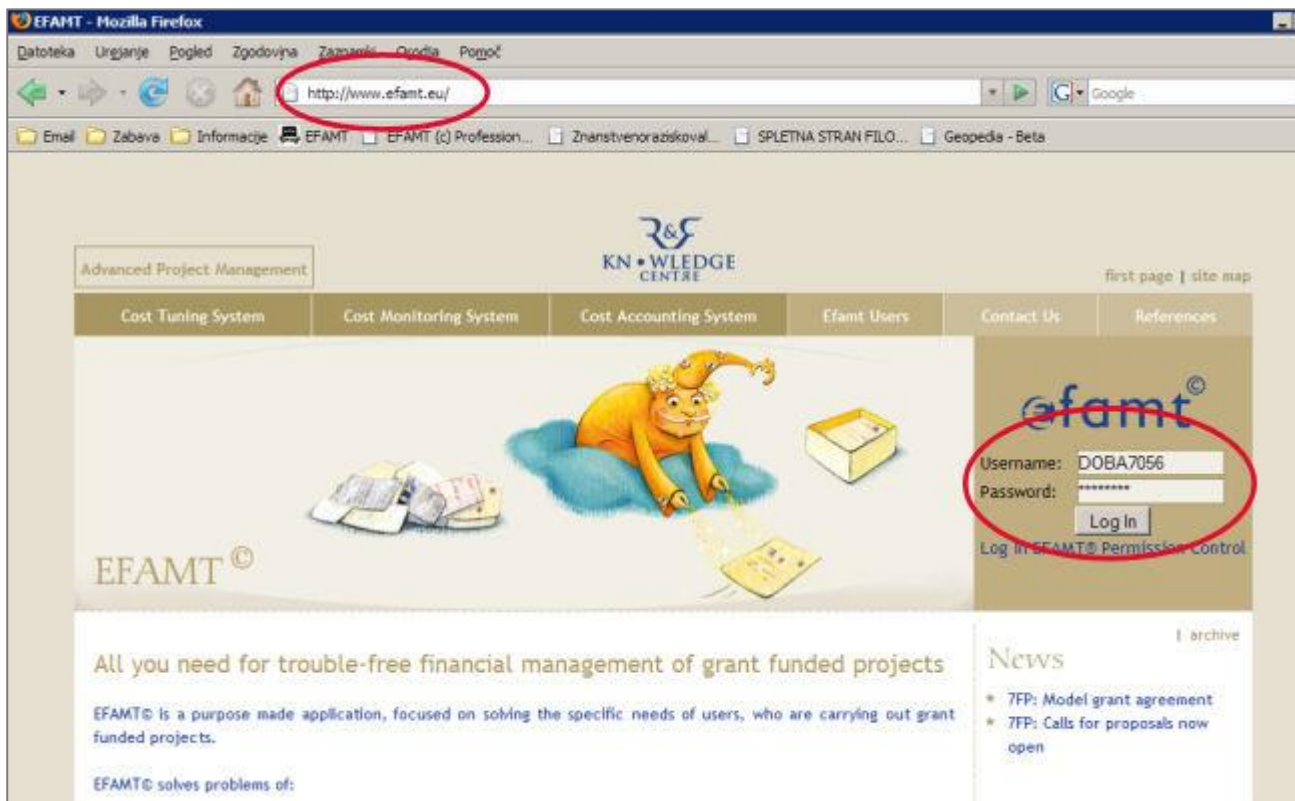 EFAMT - Mozilla Firefox
Datoteka Urejanje Pogled Zgodovina Zaznamki Orodja Pomoč
http://www.efamt.eu/ G Google
Email Zabava Informacije EFAMT EFAMT (c) Profession... Znanstvenoraziskoval... SPLETNA STRAN FILO... Geopedia - Beta
R&R
KN•WLEDGE
CENTRE
Advanced Project Management
first page | site map
Cost Tuning System Cost Monitoring System Cost Accounting System Efamt Users Contact Us References
efamt©
Username: DOBA7056
Password: ********
Log In
Log in EFAMT® Permission Control
EFAMT©
| archive
All you need for trouble-free financial management of grant funded projects
News
EFAMT© is a purpose made application, focused on solving the specific needs of users, who are carrying out grant
funded projects.
7FP: Model grant agreement
7FP: Calls for proposals now
open
EFAMT© solves problems of: